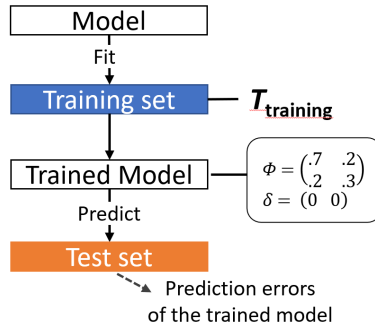 Model
Fit
Training set
T training
Trained Model
Φ = (.7 .2
.2 .3)
δ = (0 0)
Predict
Test set
Prediction errors
of the trained model